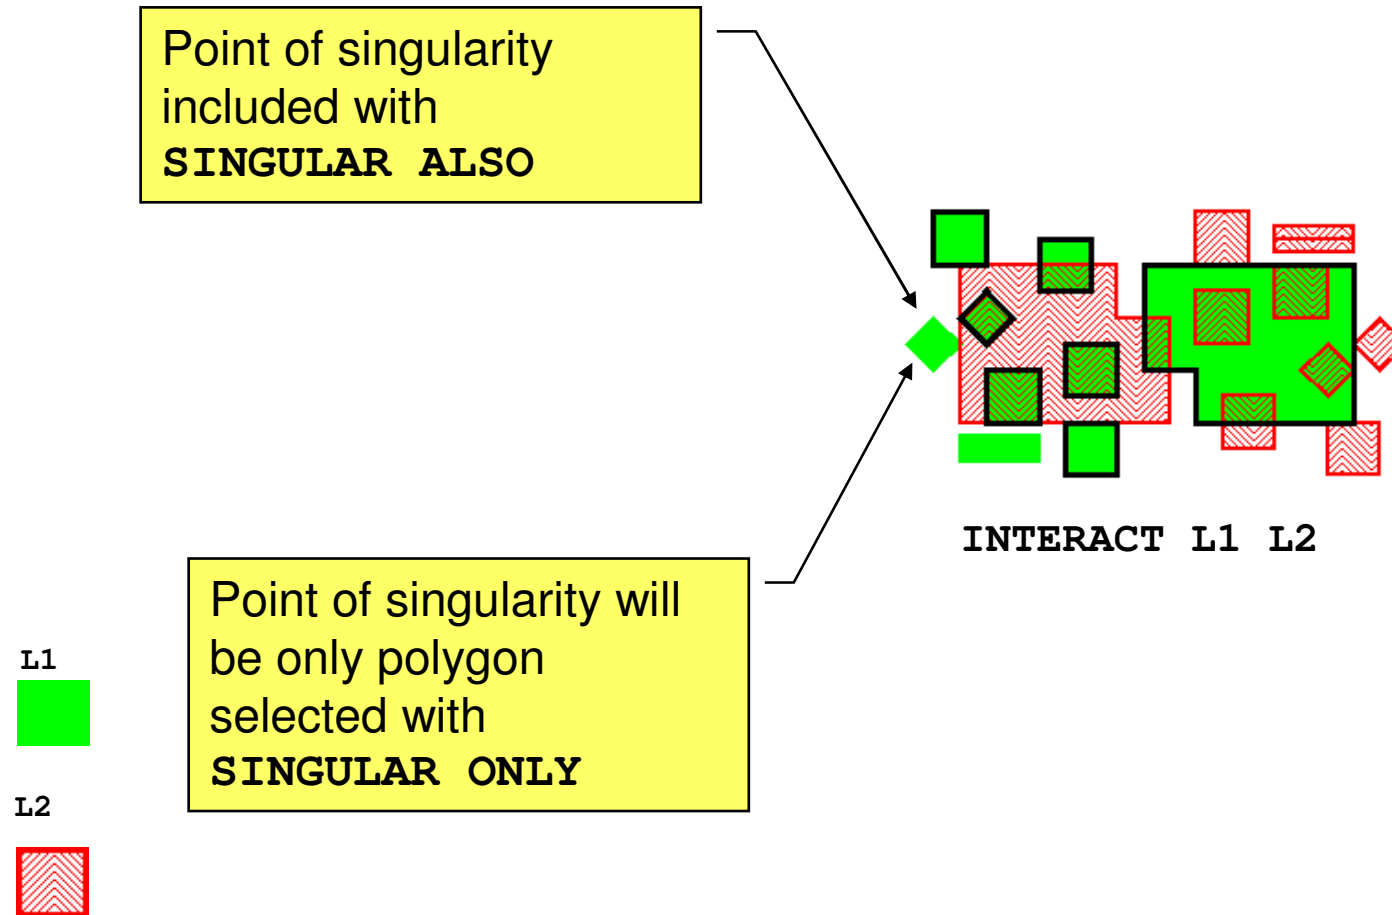 Point of singularity
included with
SINGULAR ALSO
INTERACT L1 L2
Point of singularity will
be only polygon
selected with
SINGULAR ONLY
L1
L2